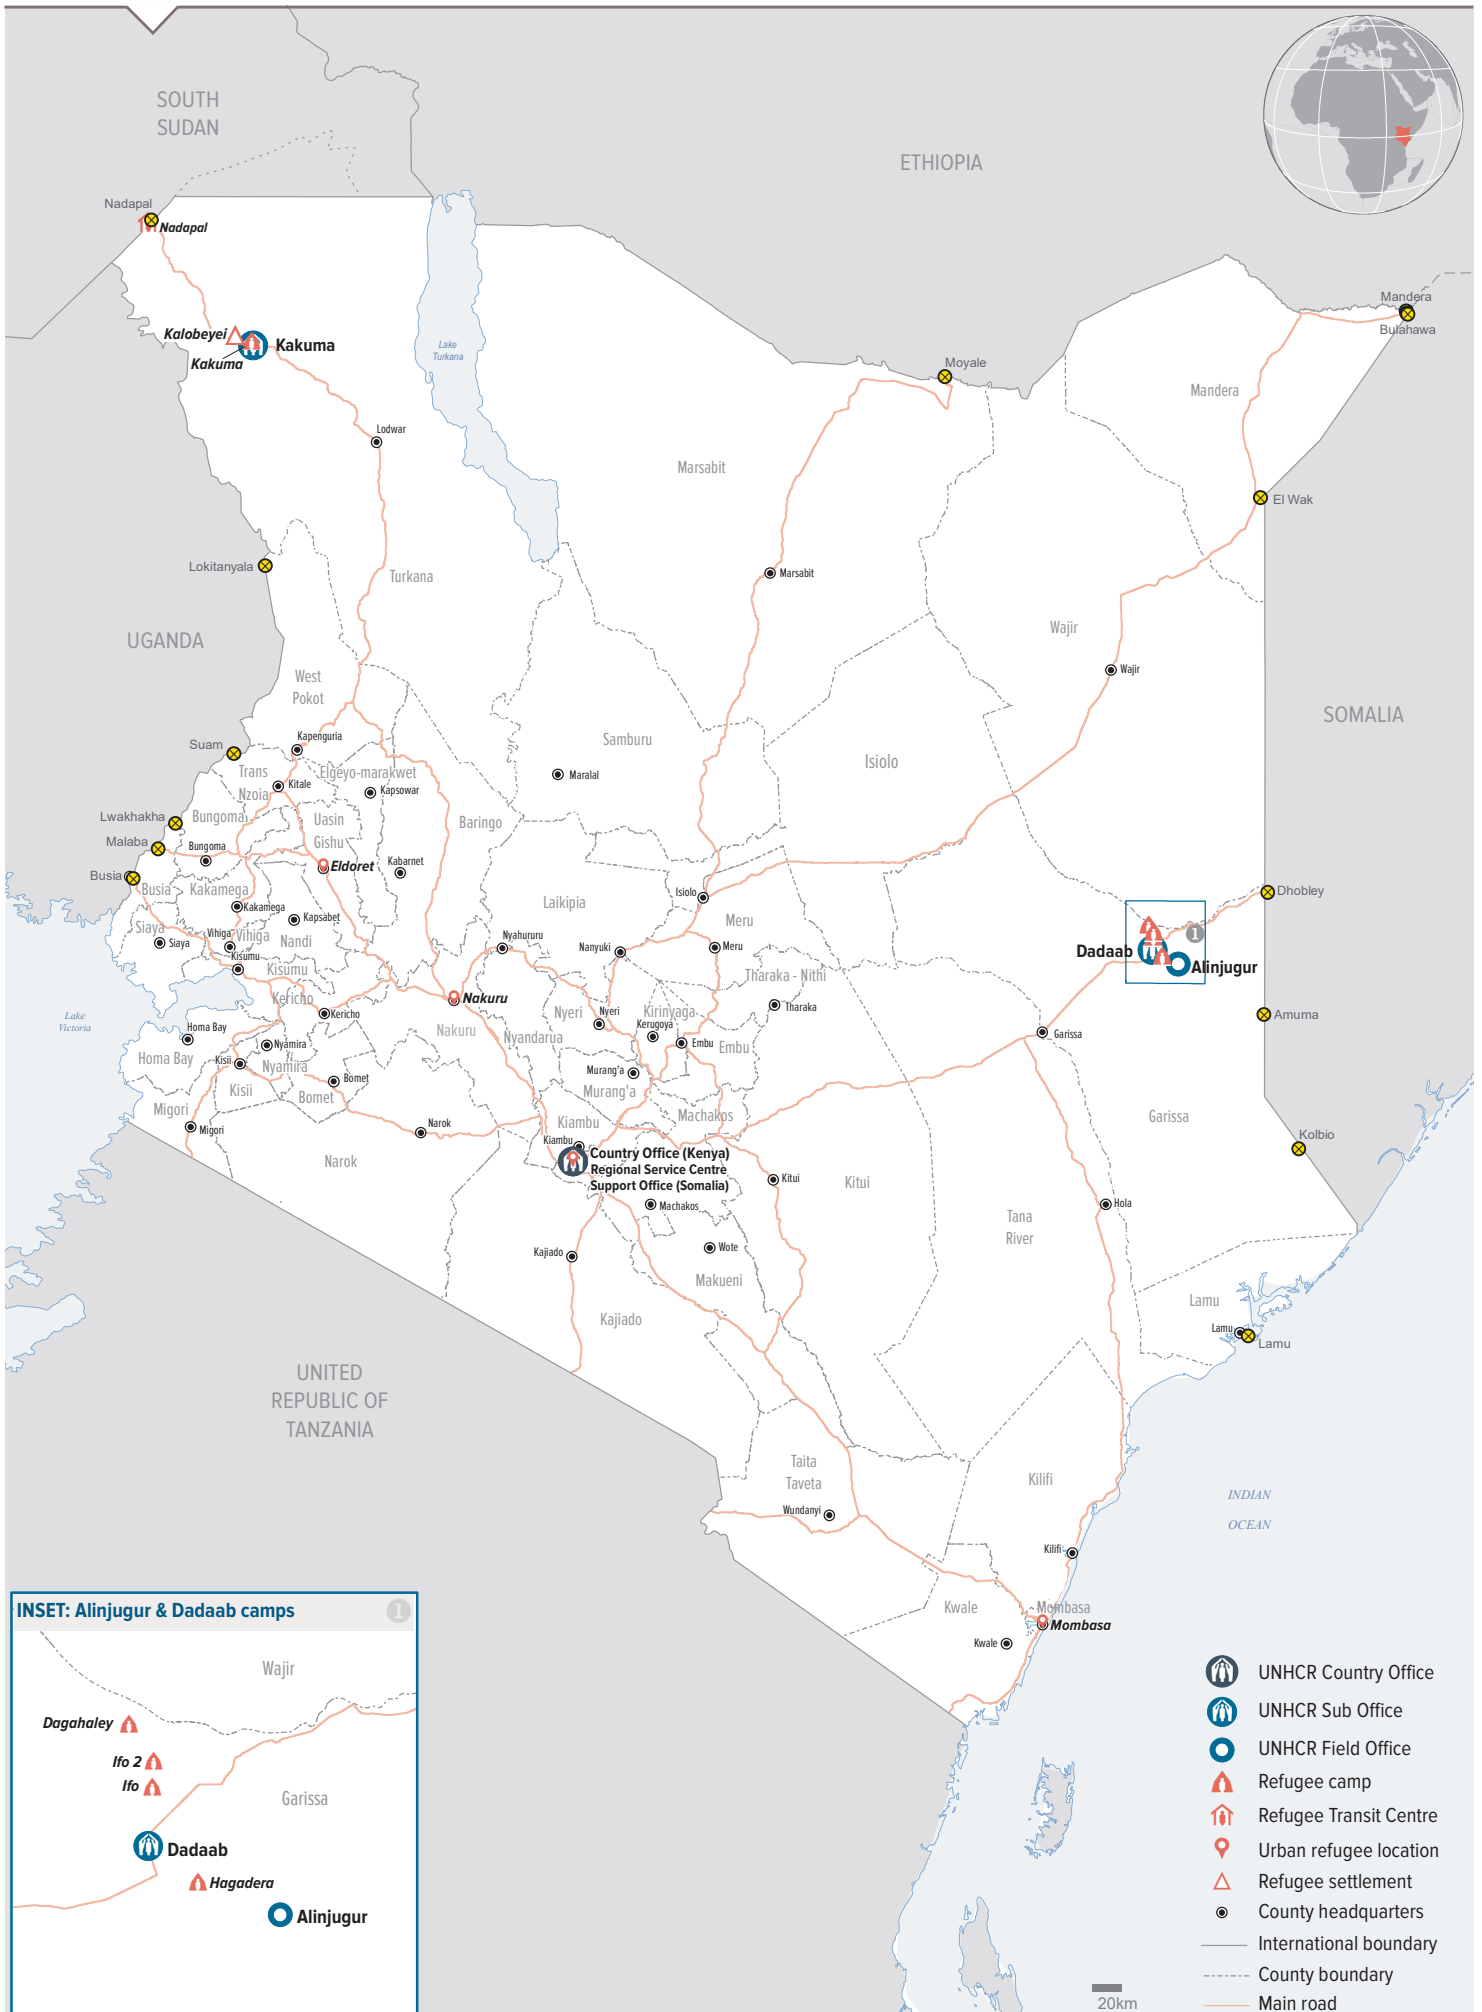 SOUTH
SUDAN
ETHIOPIA
Nadapal
Nadapal
Mandera
Bulahawa
Kalobeyei
Kakuma
Kakuma
Lake
Turkana
Moyale
Mandera
Lodwar
Marsabit
El Wak
Lokitanyala
Turkana
Marsabit
UGANDA
Wajir
Wajir
West
Pokot
SOMALIA
Suam
Kapenguria
Samburu
Isiolo
Trans
Nzoia
Elgeyo-marakwet
Maralal
Kitale
Kapsowar
Lwakhakha
Bungoma
Uasin
Gishu
Baringo
Malaba
Bungoma
Eldoret
Kabarnet
Busia
Busia
Kakamega
Isiolo
Dhobley
Laikipia
Kakamega
Kapsabet
Meru
Siaya
Siaya
Vihiga
Vihiga
Nandi
Nyahururu
Nanyuki
Meru
Dadaab
1
Alinjugur
Kisumu
Kisumu
Tharaka - Nithi
Kericho
Nakuru
Tharaka
Lake
Victoria
Kericho
Nyeri
Nyeri
Kirinyaga
Kerugoya
Amuma
Homa Bay
Nakuru
Nyandarua
Garissa
Homa Bay
Nyamira
Embu
Embu
Kisii
Nyamira
Murang'a
Kisii
Bomet
Bomet
Murang'a
Migori
Machakos
Garissa
Migori
Narok
Kiambu
Kiambu
Kolbio
Narok
Country Office (Kenya)
Regional Service Centre
Support Office (Somalia)
Kitui
Kitui
Machakos
Hola
Tana
River
Wote
Kajiado
Makueni
Kajiado
Lamu
Lamu
Lamu
UNITED
REPUBLIC OF
TANZANIA
Taita
Taveta
Kilifi
INDIAN
OCEAN
Wundanyi
Kilifi
Kwale
Mombasa
Mombasa
Kwale
INSET: Alinjugur & Dadaab camps
1
Wajir
Dagahaley
Ifo 2
Ifo
Garissa
Dadaab
Hagadera
Alinjugur
UNHCR Country Office
UNHCR Sub Office
UNHCR Field Office
Refugee camp
Refugee Transit Centre
Urban refugee location
Refugee settlement
County headquarters
International boundary
County boundary
Main road
20km